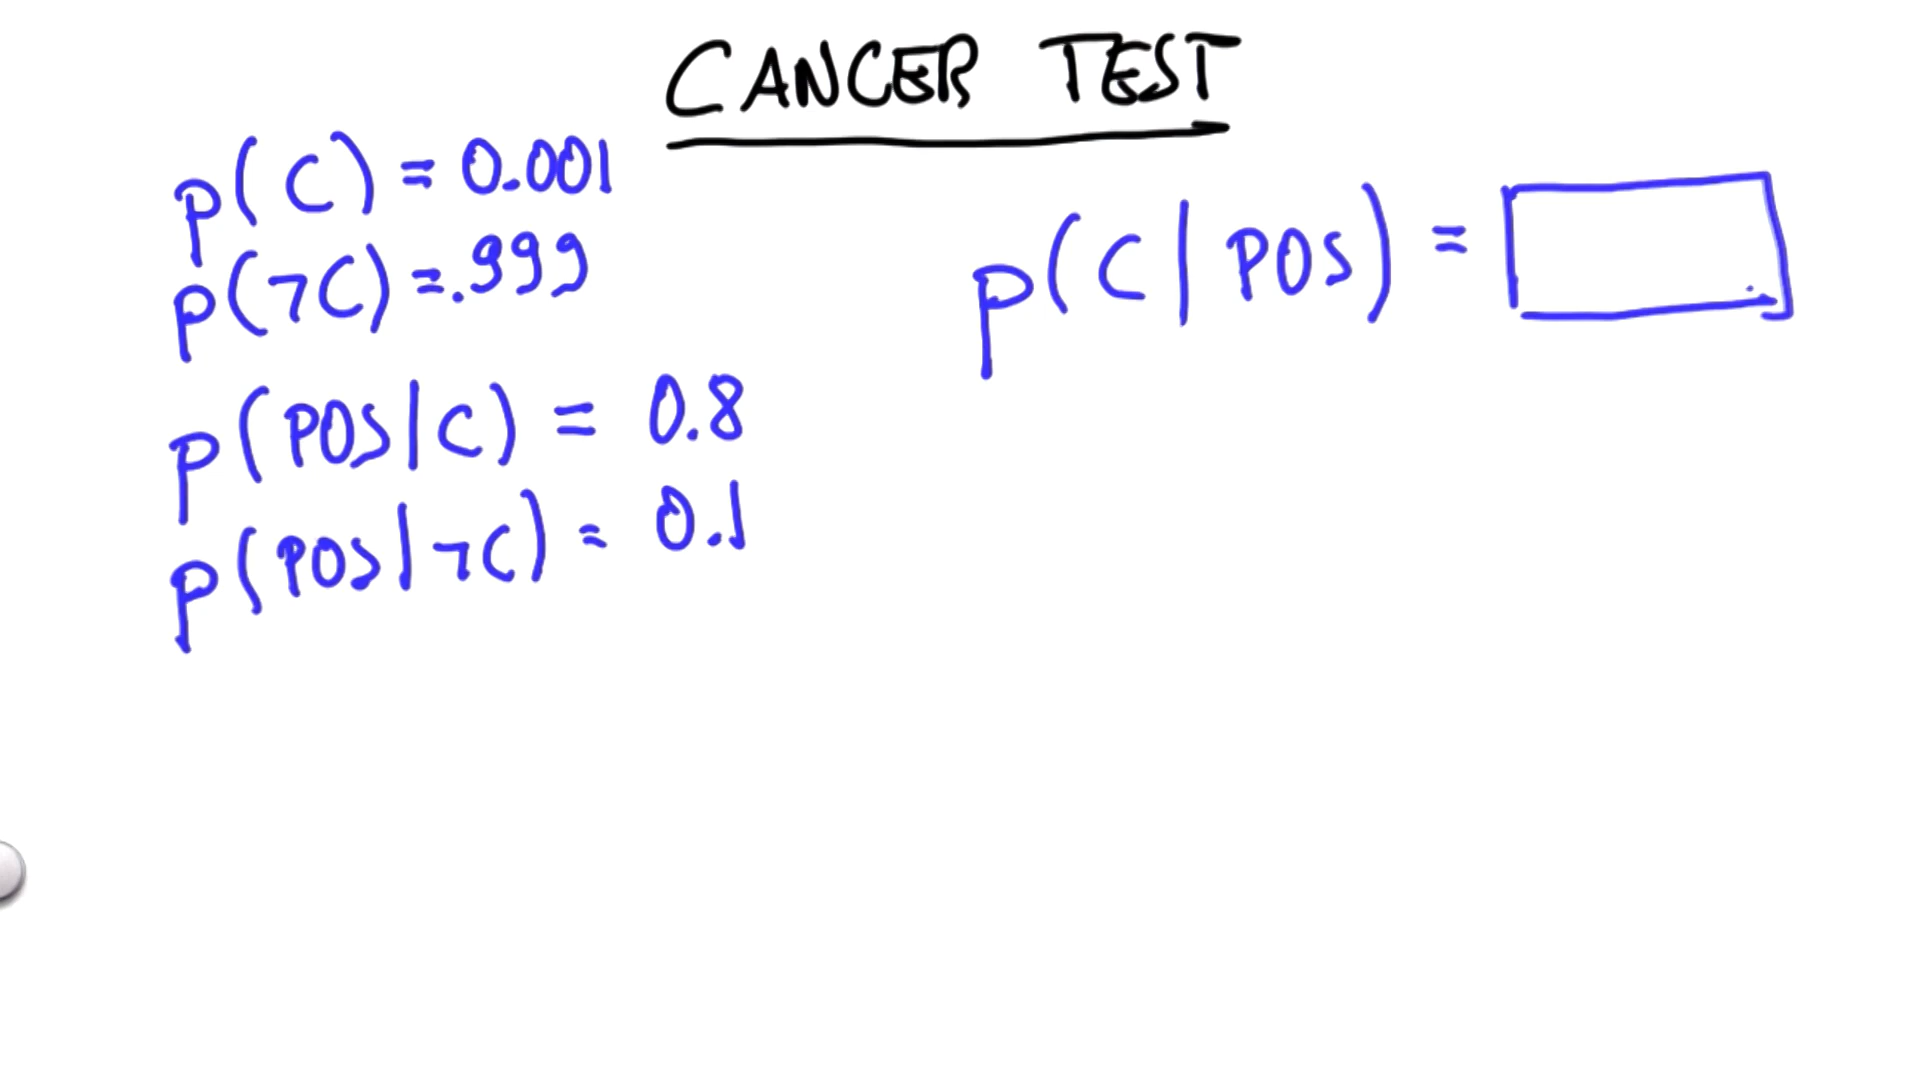 CANCER TEST
p(C) = 0.001
p(¬C) = .999
p(POS|C) = 0.8
p(POS|¬C) = 0.1
p(C|POS) =